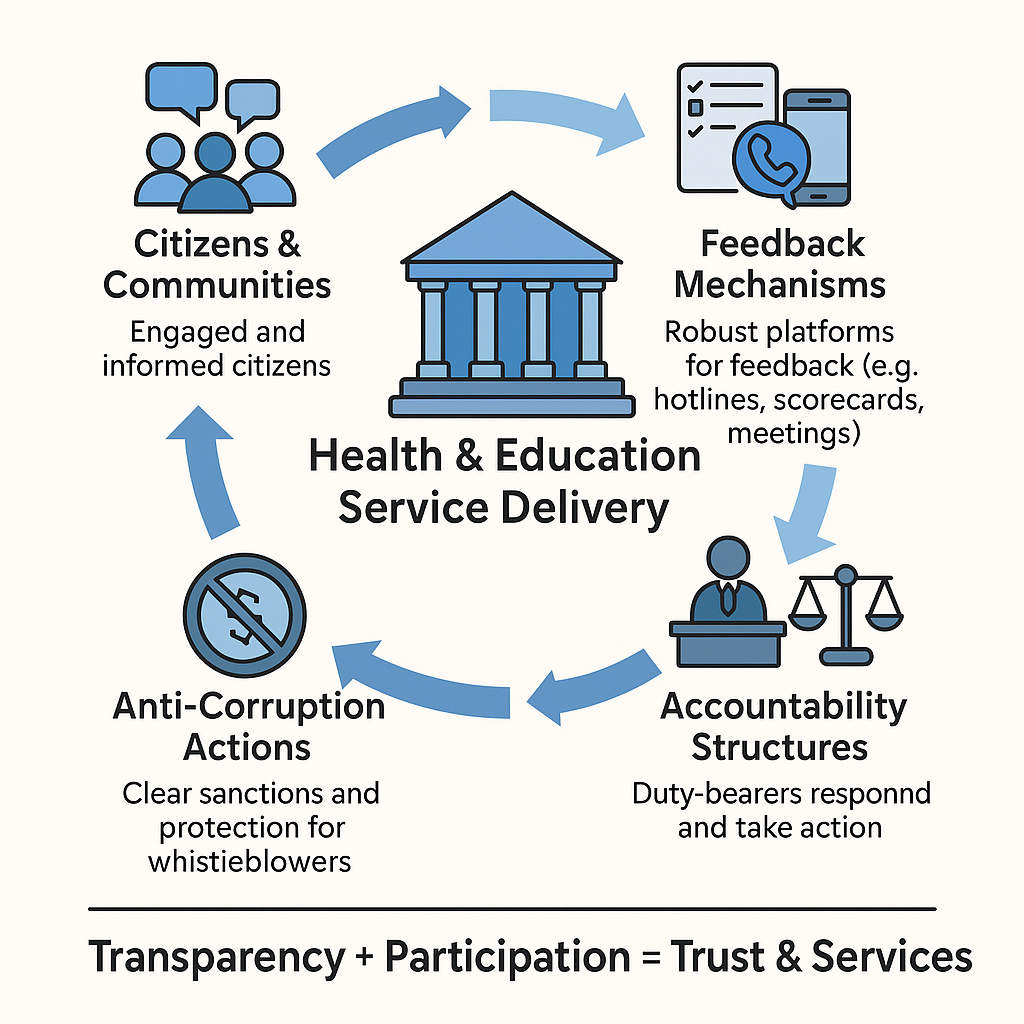 Citizens &
Communities
Engaged and
informed citizens
Feedback
Mechanisms
Robust platforms
for feedback (e.g.
hotlines, scorecards,
meetings)
Health & Education
Service Delivery
Anti-Corruption
Actions
Clear sanctions and
protection for
whistieblowers
Accountability
Structures
Duty-bearers responnd
and take action
Transparency + Participation = Trust & Services